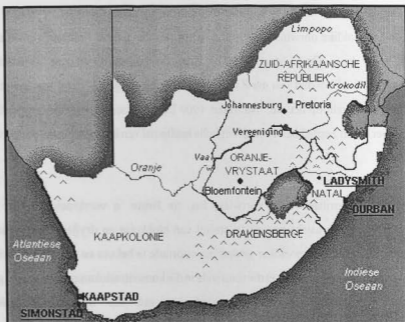 Limpopo
ZUID-AFRIKAANSCHE
REPUBLIEK
Krokodil
Johannesburg
Pretoria
Vereeniging
Vaal
Oranje
ORANJE-
VRYSTAAT
LADYSMITH
Bloemfontein
NATAL
DURBAN
DRAKENSBERGE
KAAPKOLONIE
Atlantiese
Oseaan
Indiese
Oseaan
KAAPSTAD
SIMONSTAD